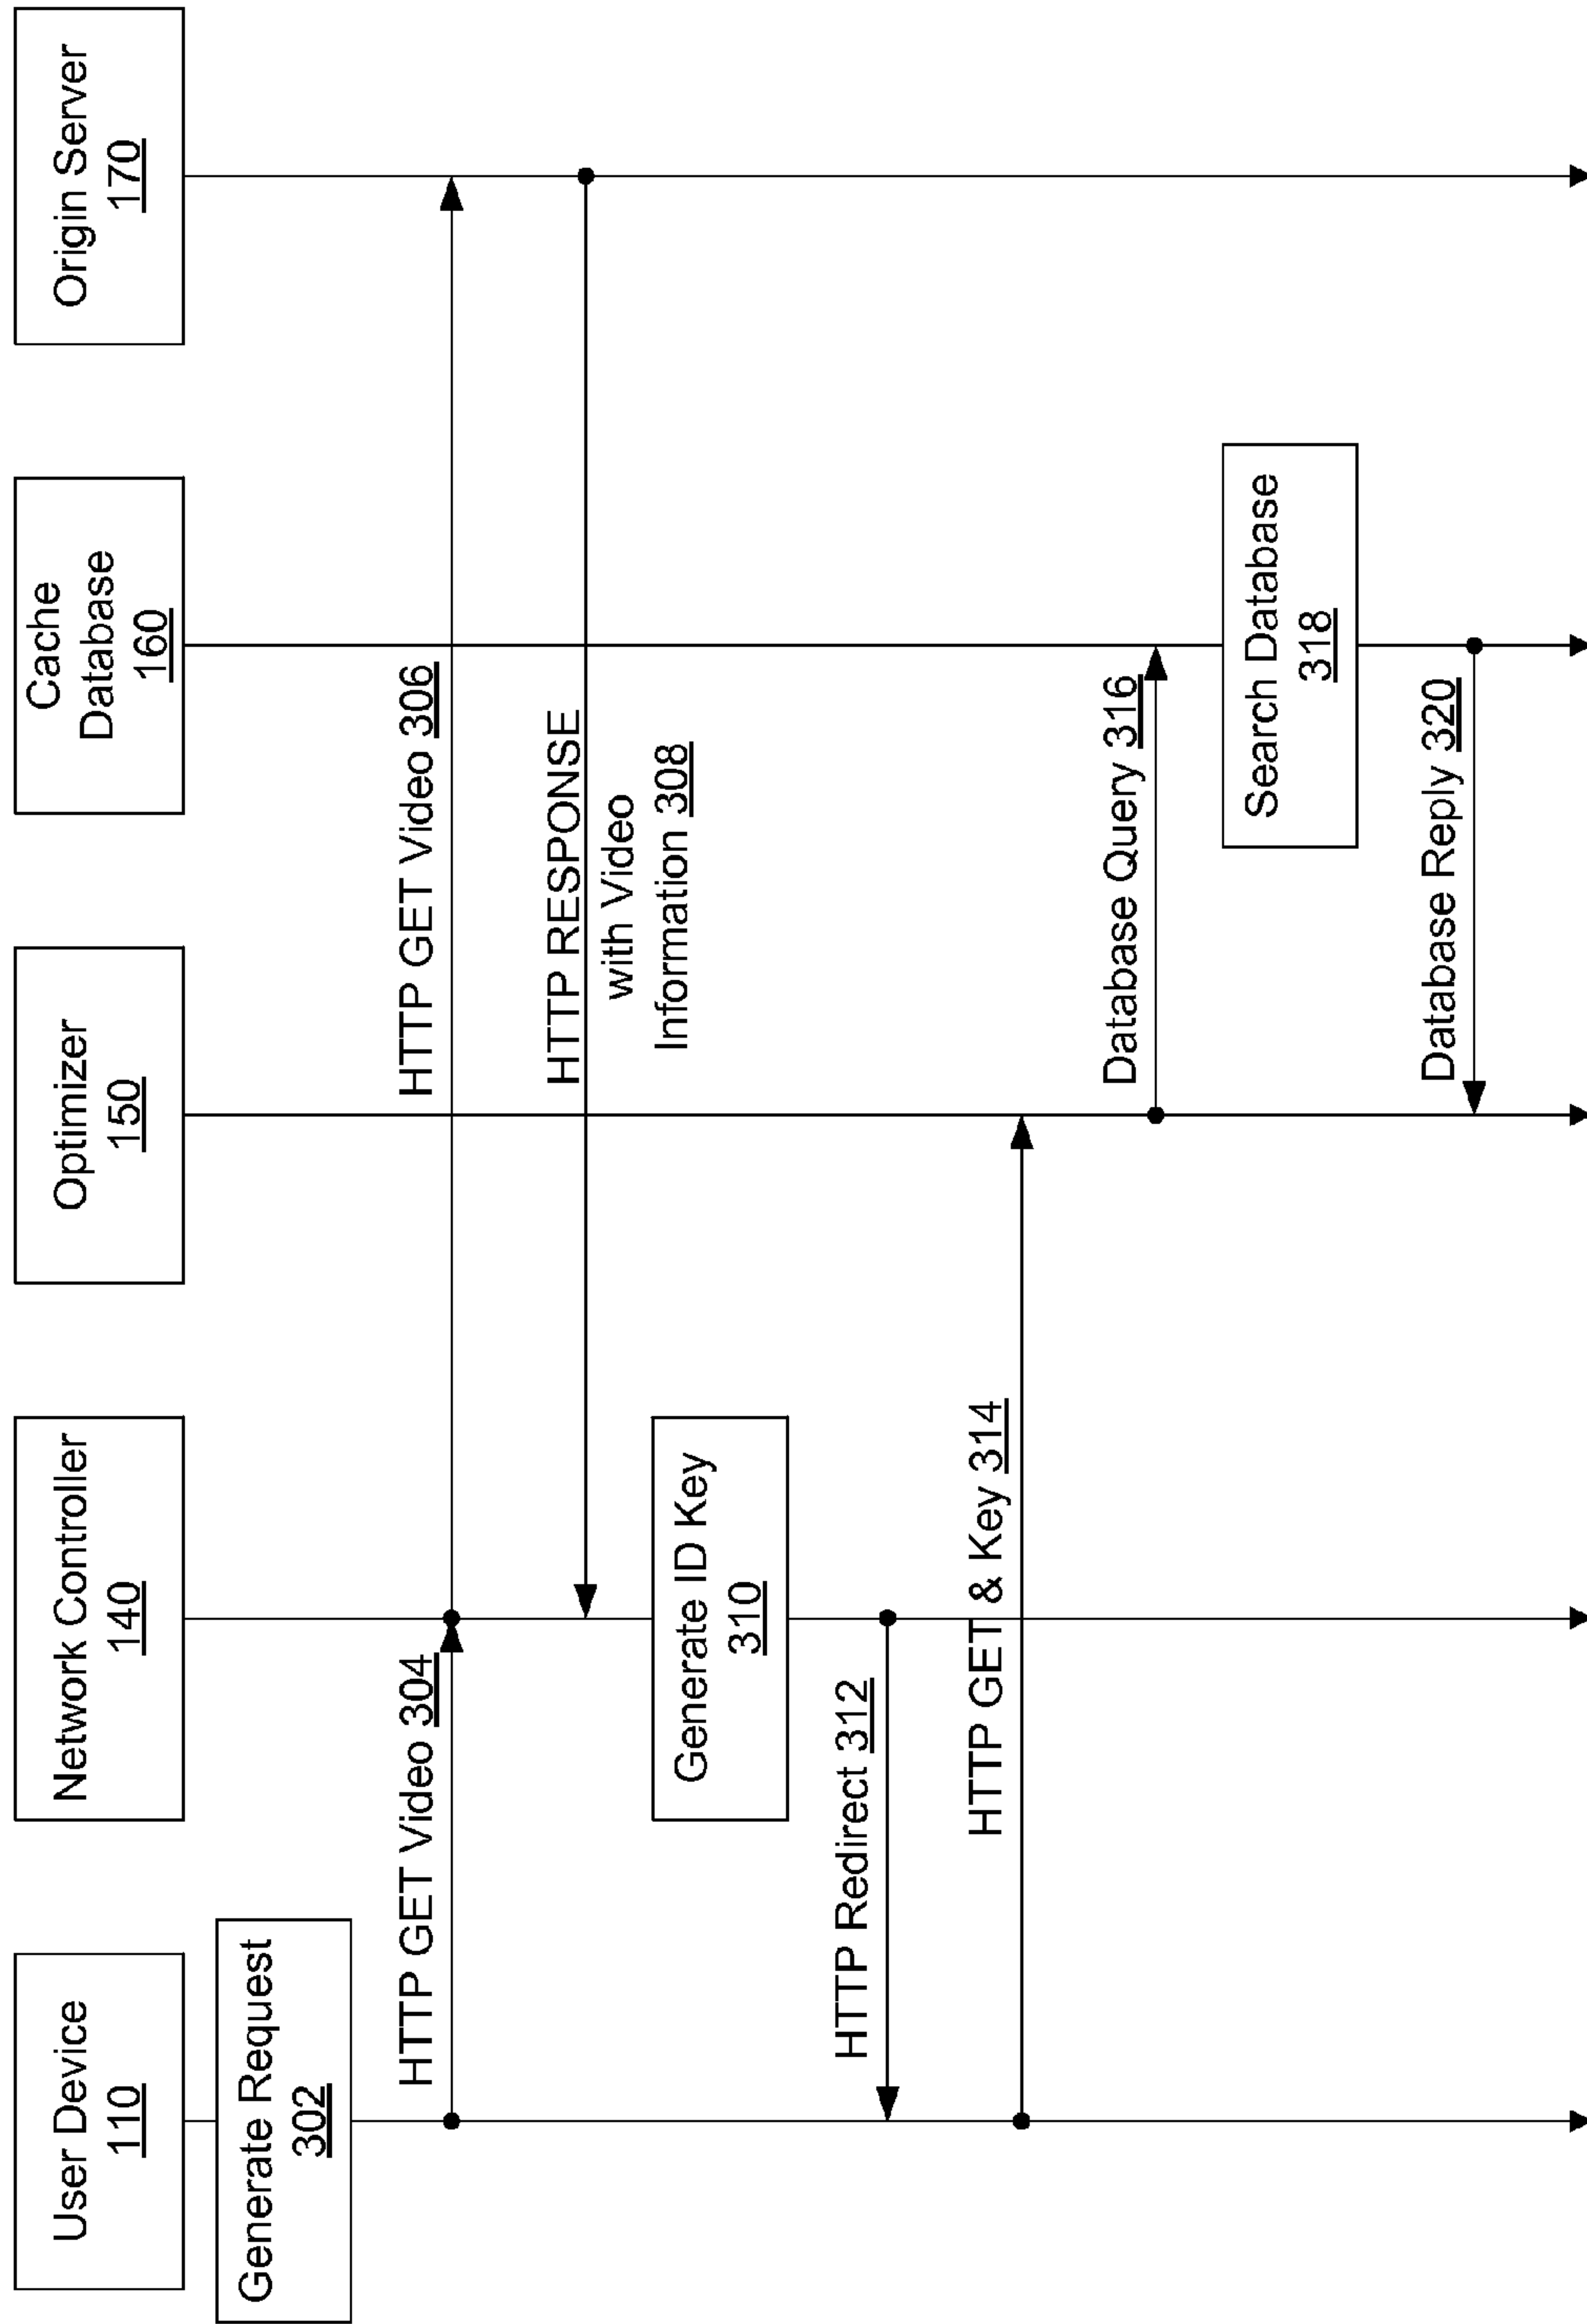 User Device
110
Network Controller
140
Optimizer
150
Cache
Database
160
Origin Server
170
Generate Request
302
HTTP GET Video 304
HTTP GET Video 306
HTTP RESPONSE
with Video
Information 308
Generate ID Key
310
HTTP Redirect 312
HTTP GET & Key 314
Database Query 316
Search Database
318
Database Reply 320